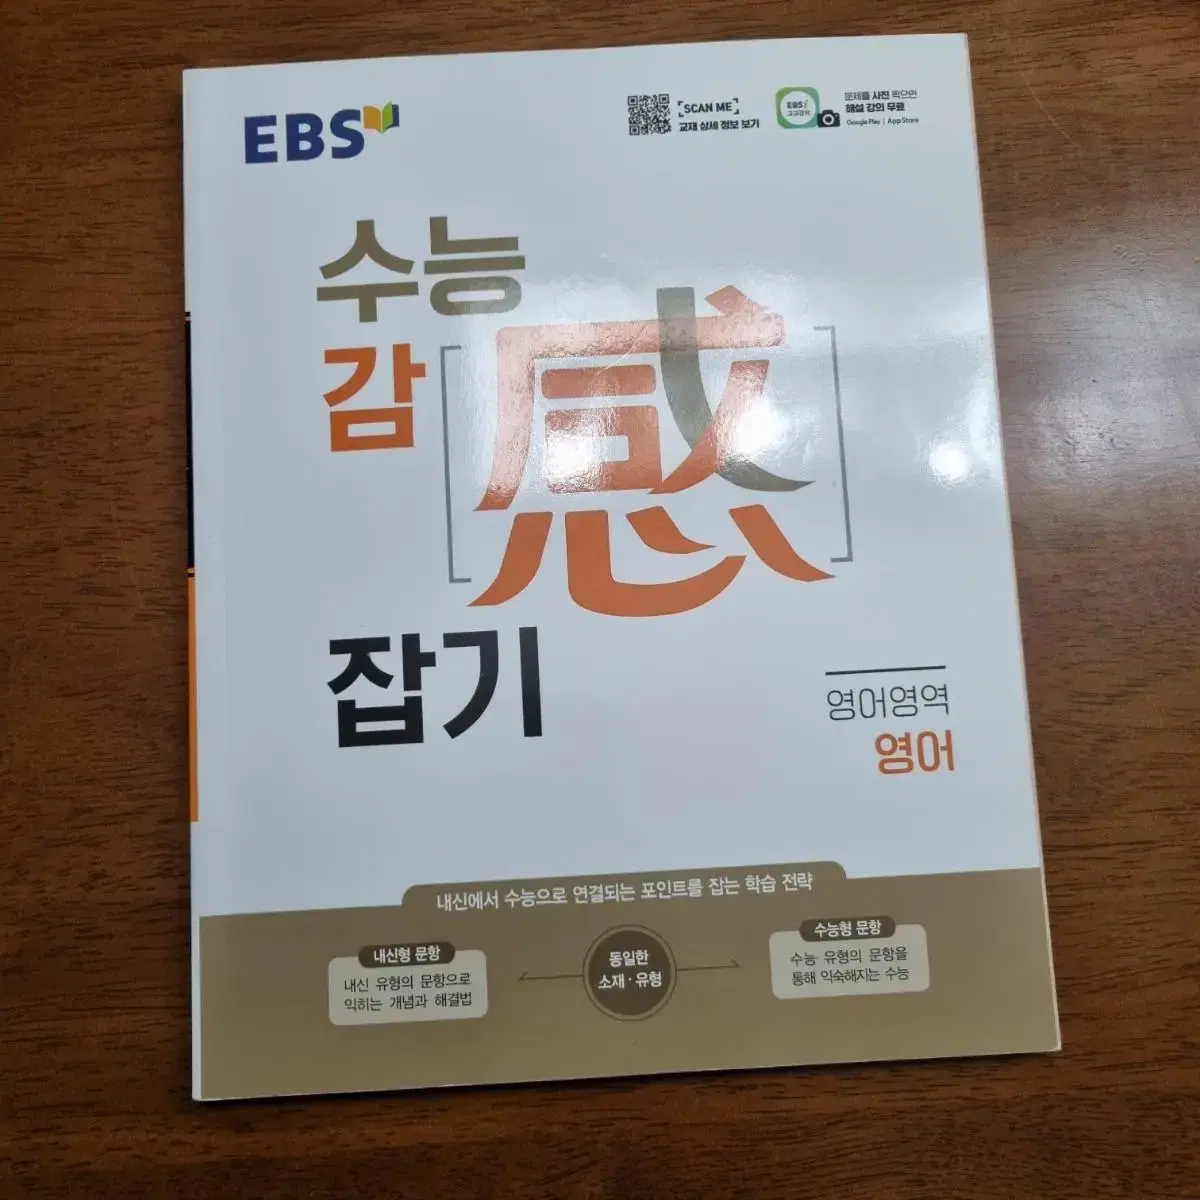 EBS
SCAN ME
교재 상세 정보 보기
EBSi
고교강의
문제를 사진 찍으면
해설 강의 무료
Google Play | App Store
수능
감
[感]
잡기
영어영역
영어
내신에서 수능으로 연결되는 포인트를 잡는 학습 전략
내신형 문항
내신 유형의 문항으로
익히는 개념과 해결법
동일한
소재·유형
수능형 문항
수능 유형의 문항을
통해 익숙해지는 수능